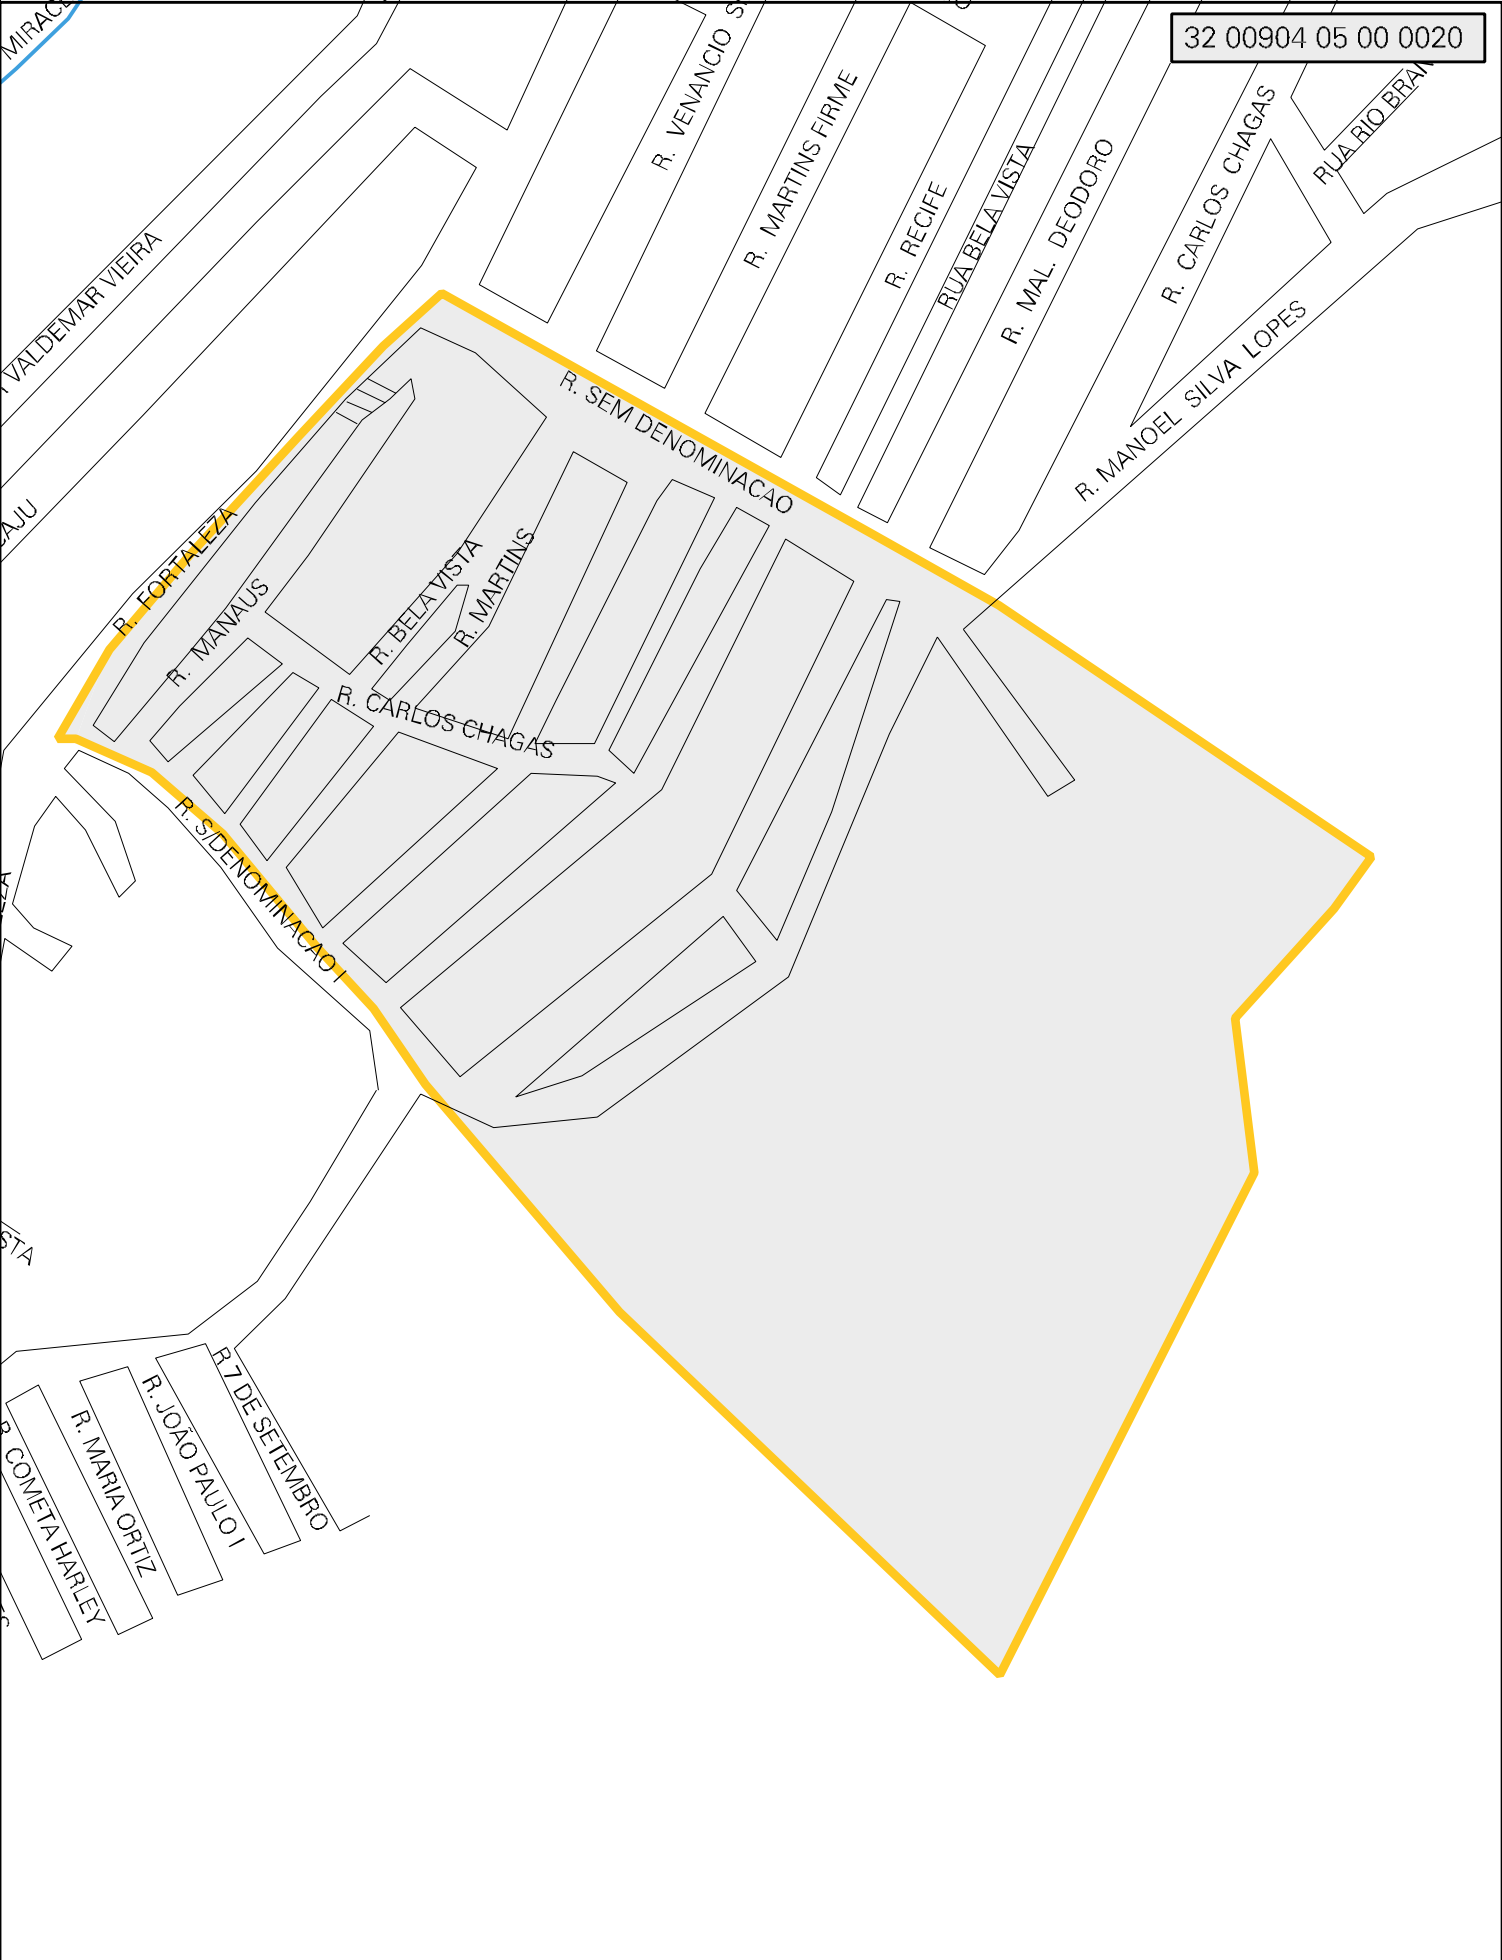 32 00904 05 00 0020
R. VENANCIO
R. MARTINS FIRME
R. RECIFE
RUA BELA VISTA
R. MAL. DEODORO
R. CARLOS CHAGAS
RUA RIO BRAN
R. MANOEL SILVA LOPES
VALDEMAR VIEIRA
R. SEM DENOMINACAO
R. FORTALEZA
R. MANAUS
R. BELA VISTA
R. MARTINS
R. CARLOS CHAGAS
R. S/DENOMINACAO I
R 7 DE SETEMBRO
R. JOÃO PAULO I
R. MARIA ORTIZ
R. COMETA HARLEY